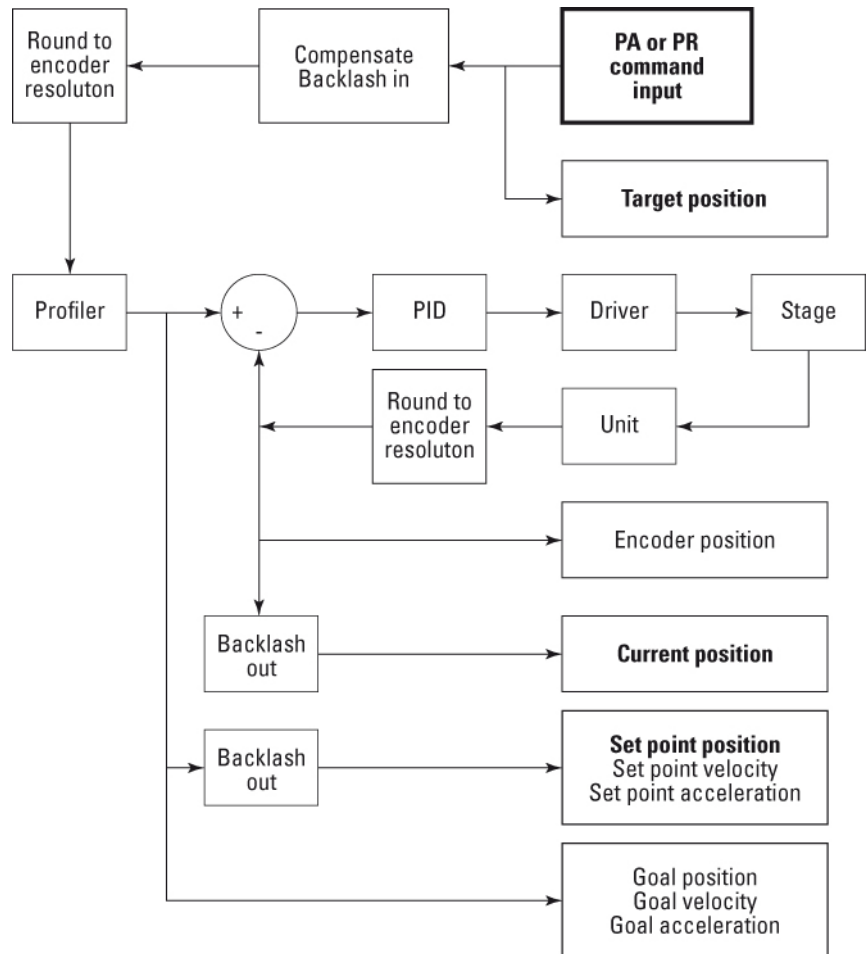 Round to
encoder
resoluton
Compensate
Backlash in
PA or PR
command
input
Target position
Profiler
+
-
PID
Driver
Stage
Round to
encoder
resoluton
Unit
Encoder position
Backlash
out
Current position
Backlash
out
Set point position
Set point velocity
Set point acceleration
Goal position
Goal velocity
Goal acceleration